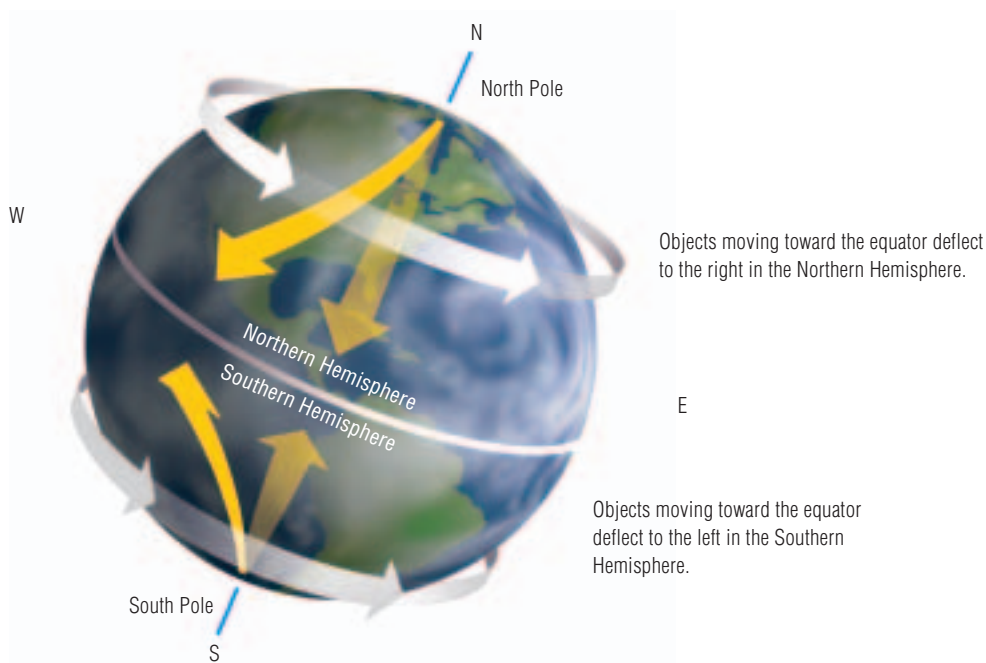 N
North Pole
W
Objects moving toward the equator deflect
to the right in the Northern Hemisphere.
Northern Hemisphere
Southern Hemisphere
E
Objects moving toward the equator
deflect to the left in the Southern
Hemisphere.
South Pole
S